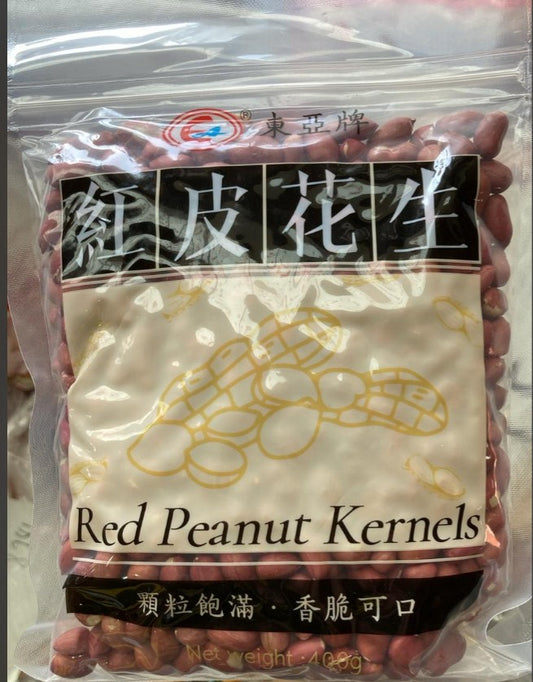 ® 東亞牌
紅皮花生
Red Peanut Kernels
顆粒飽滿·香脆可口
Net weight :400g